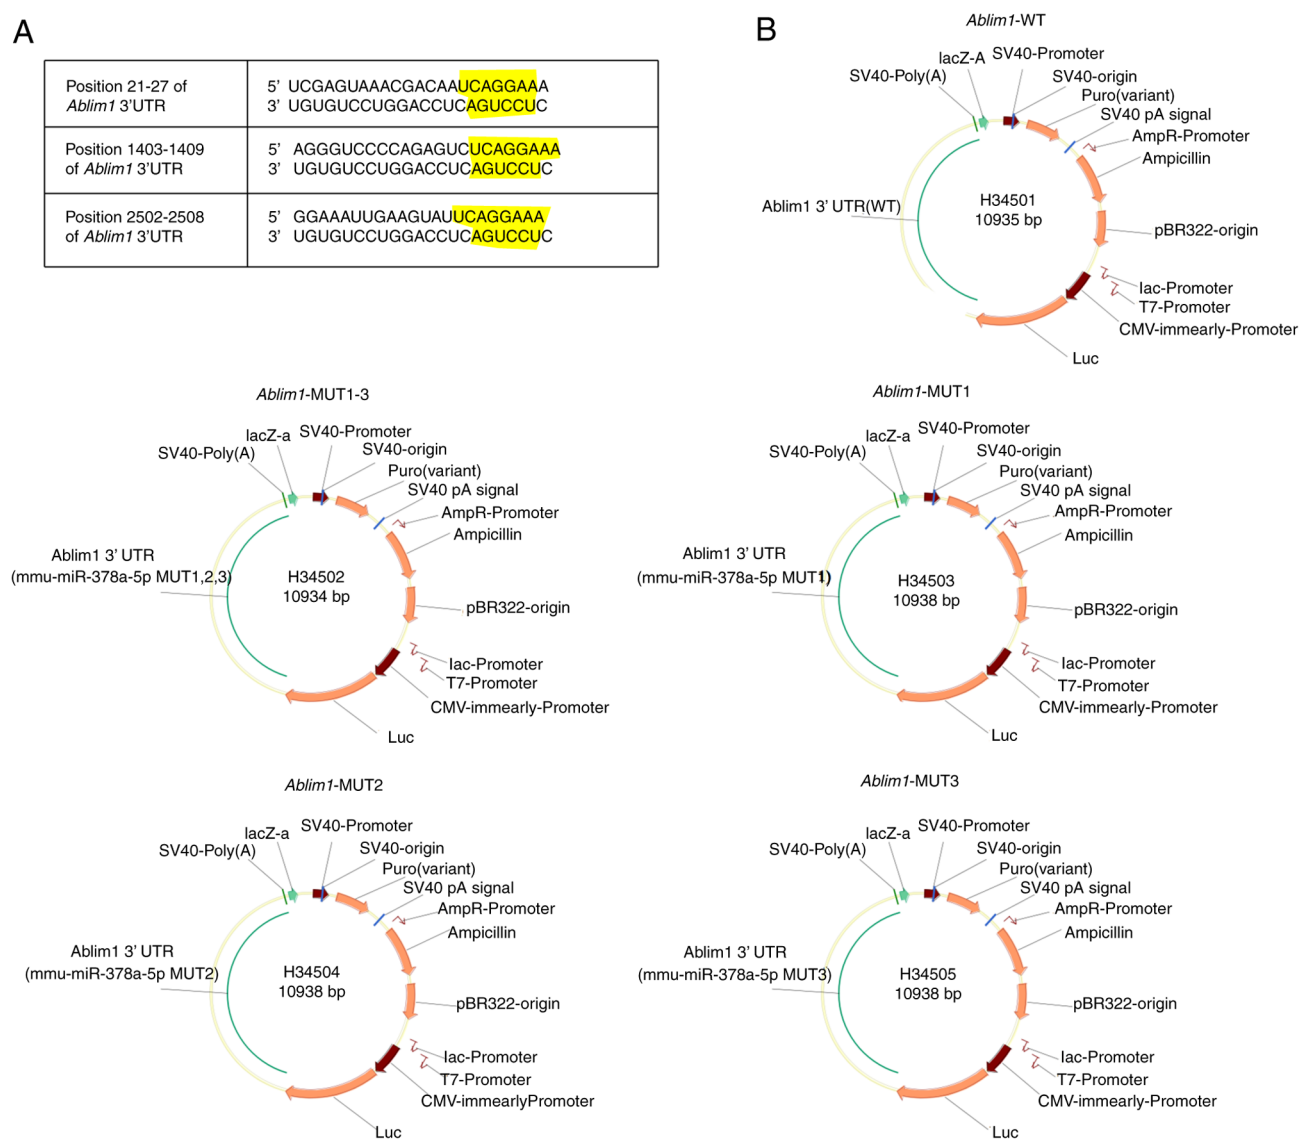 A
Position 21-27 of
Ablim1 3'UTR
5' UCGAGUAAACGACAAUCAGGAAA
3' UGUGUCCUGGACCUCAGUCCUC
Position 1403-1409
of Ablim1 3'UTR
5' AGGGUCCCCAGAGUCUCAGGAAA
3' UGUGUCCUGGACCUCAGUCCUC
Position 2502-2508
of Ablim1 3'UTR
5' GGAAAUUGAAGUAUUCAGGAAA
3' UGUGUCCUGGACCUCAGUCCUC
B
Ablim1-WT
lacZ-A
SV40-Promoter
SV40-Poly(A)
SV40-origin
Puro(variant)
SV40 pA signal
AmpR-Promoter
Ampicillin
Ablim1 3' UTR(WT)
H34501
10935 bp
pBR322-origin
lac-Promoter
T7-Promoter
CMV-immearly-Promoter
Luc
Ablim1-MUT1-3
lacZ-a
SV40-Promoter
SV40-Poly(A)
SV40-origin
Puro(variant)
SV40 pA signal
AmpR-Promoter
Ampicillin
Ablim1 3' UTR
(mmu-miR-378a-5p MUT1,2,3)
H34502
10934 bp
pBR322-origin
lac-Promoter
T7-Promoter
CMV-immearly-Promoter
Luc
Ablim1-MUT1
lacZ-a
SV40-Promoter
SV40-Poly(A)
SV40-origin
Puro(variant)
SV40 pA signal
AmpR-Promoter
Ampicillin
Ablim1 3' UTR
(mmu-miR-378a-5p MUT1)
H34503
10938 bp
pBR322-origin
lac-Promoter
T7-Promoter
CMV-immearly-Promoter
Luc
Ablim1-MUT2
lacZ-a
SV40-Promoter
SV40-Poly(A)
SV40-origin
Puro(variant)
SV40 pA signal
AmpR-Promoter
Ampicillin
Ablim1 3' UTR
(mmu-miR-378a-5p MUT2)
H34504
10938 bp
pBR322-origin
lac-Promoter
T7-Promoter
CMV-immearlyPromoter
Luc
Ablim1-MUT3
lacZ-a
SV40-Promoter
SV40-Poly(A)
SV40-origin
Puro(variant)
SV40 pA signal
AmpR-Promoter
Ampicillin
Ablim1 3' UTR
(mmu-miR-378a-5p MUT3)
H34505
10938 bp
pBR322-origin
lac-Promoter
T7-Promoter
CMV-immearly-Promoter
Luc